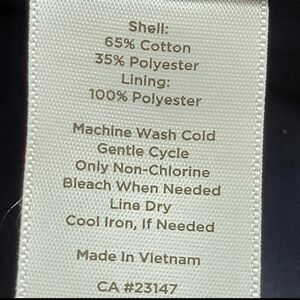 Shell:
65% Cotton
35% Polyester
Lining:
100% Polyester
Machine Wash Cold
Gentle Cycle
Only Non-Chlorine
Bleach When Needed
Line Dry
Cool Iron, If Needed
Made In Vietnam
CA #23147